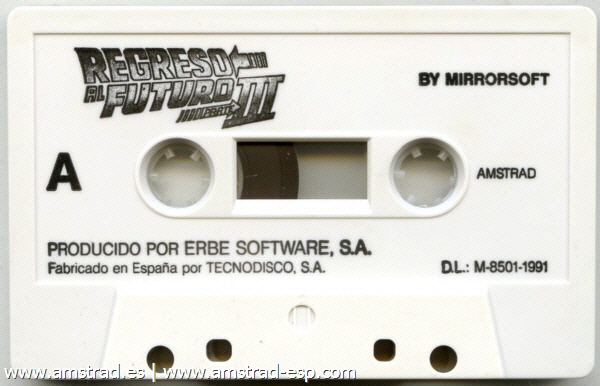 REGRESO
AL FUTURO
PARTE III
BY MIRRORSOFT
A
AMSTRAD
PRODUCIDO POR ERBE SOFTWARE, S.A.
Fabricado en España por TECNODISCO, S.A.
D.L.: M-8501-1991
www.amstrad.es | www.amstrad-esp.com